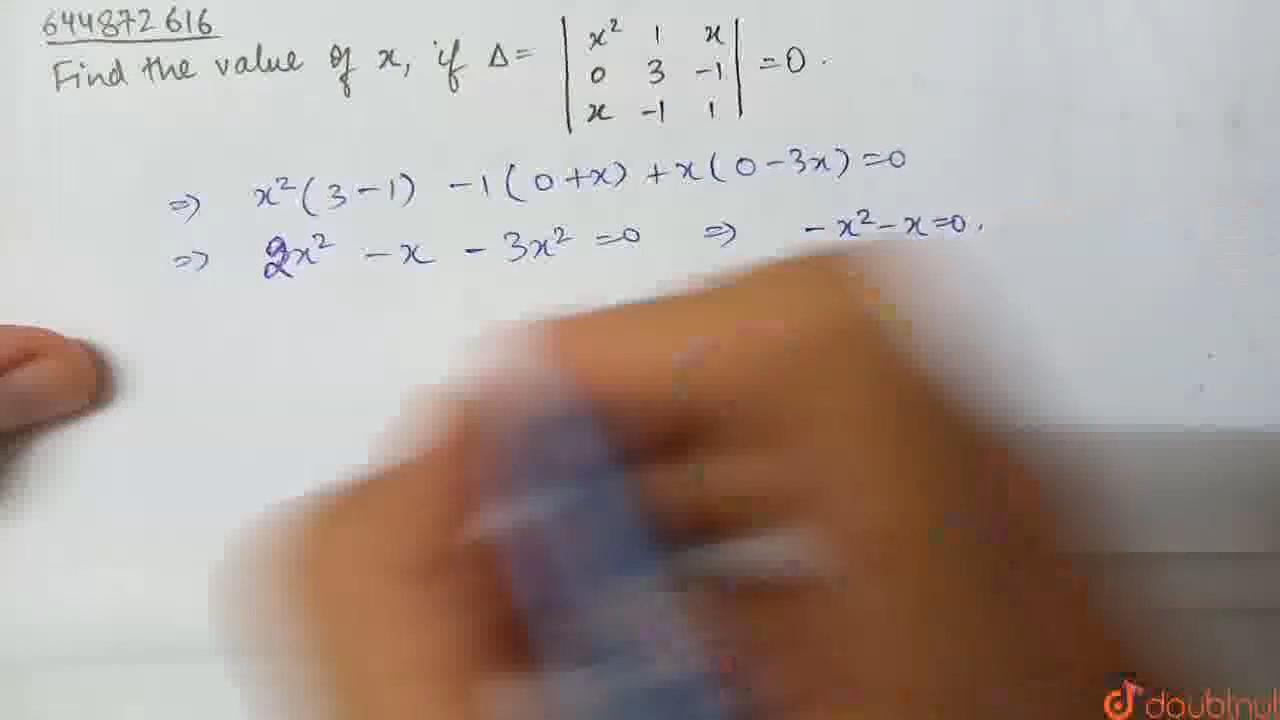 644872616
Find the value of x, if Δ= | x² 1 x |
| 0 3 -1 | =0.
| x -1 1 |
⇒ x²(3-1) -1(0+x) +x(0-3x)=0
⇒ 2x² -x -3x² =0 ⇒ -x²-x=0.
doubtnut